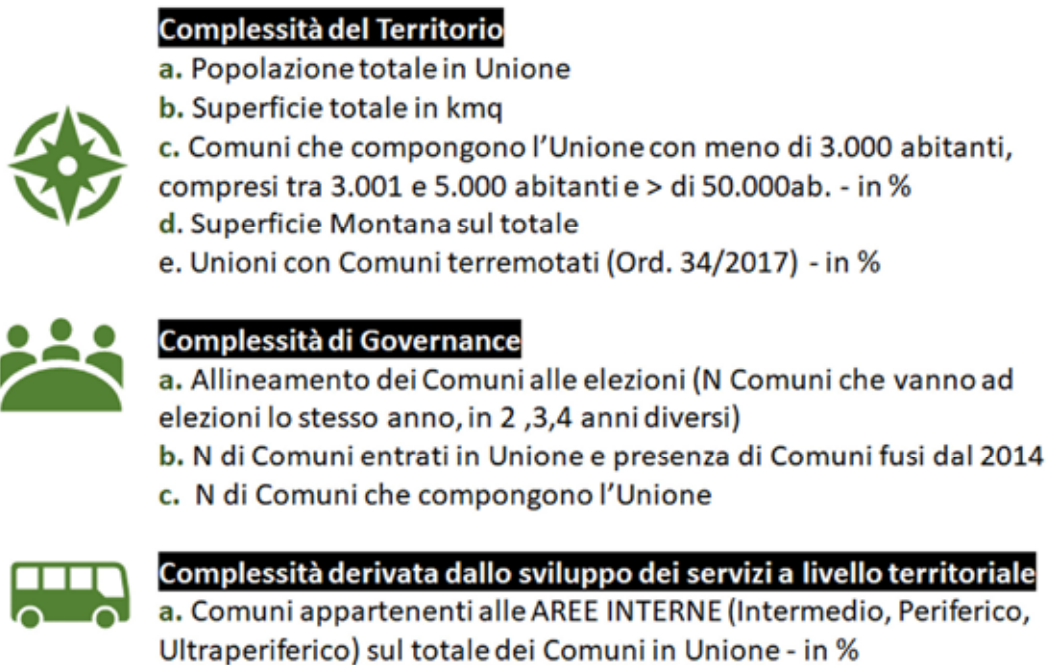 Complessità del Territorio
a. Popolazione totale in Unione
b. Superficie totale in kmq
c. Comuni che compongono l'Unione con meno di 3.000 abitanti,
compresi tra 3.001 e 5.000 abitanti e > di 50.000ab. - in %
d. Superficie Montana sul totale
e. Unioni con Comuni terremotati (Ord. 34/2017) - in %
Complessità di Governance
a. Allineamento dei Comuni alle elezioni (N Comuni che vanno ad
elezioni lo stesso anno, in 2 ,3,4 anni diversi)
b. N di Comuni entrati in Unione e presenza di Comuni fusi dal 2014
c. N di Comuni che compongono l'Unione
Complessità derivata dallo sviluppo dei servizi a livello territoriale
a. Comuni appartenenti alle AREE INTERNE (Intermedio, Periferico,
Ultraperiferico) sul totale dei Comuni in Unione - in %